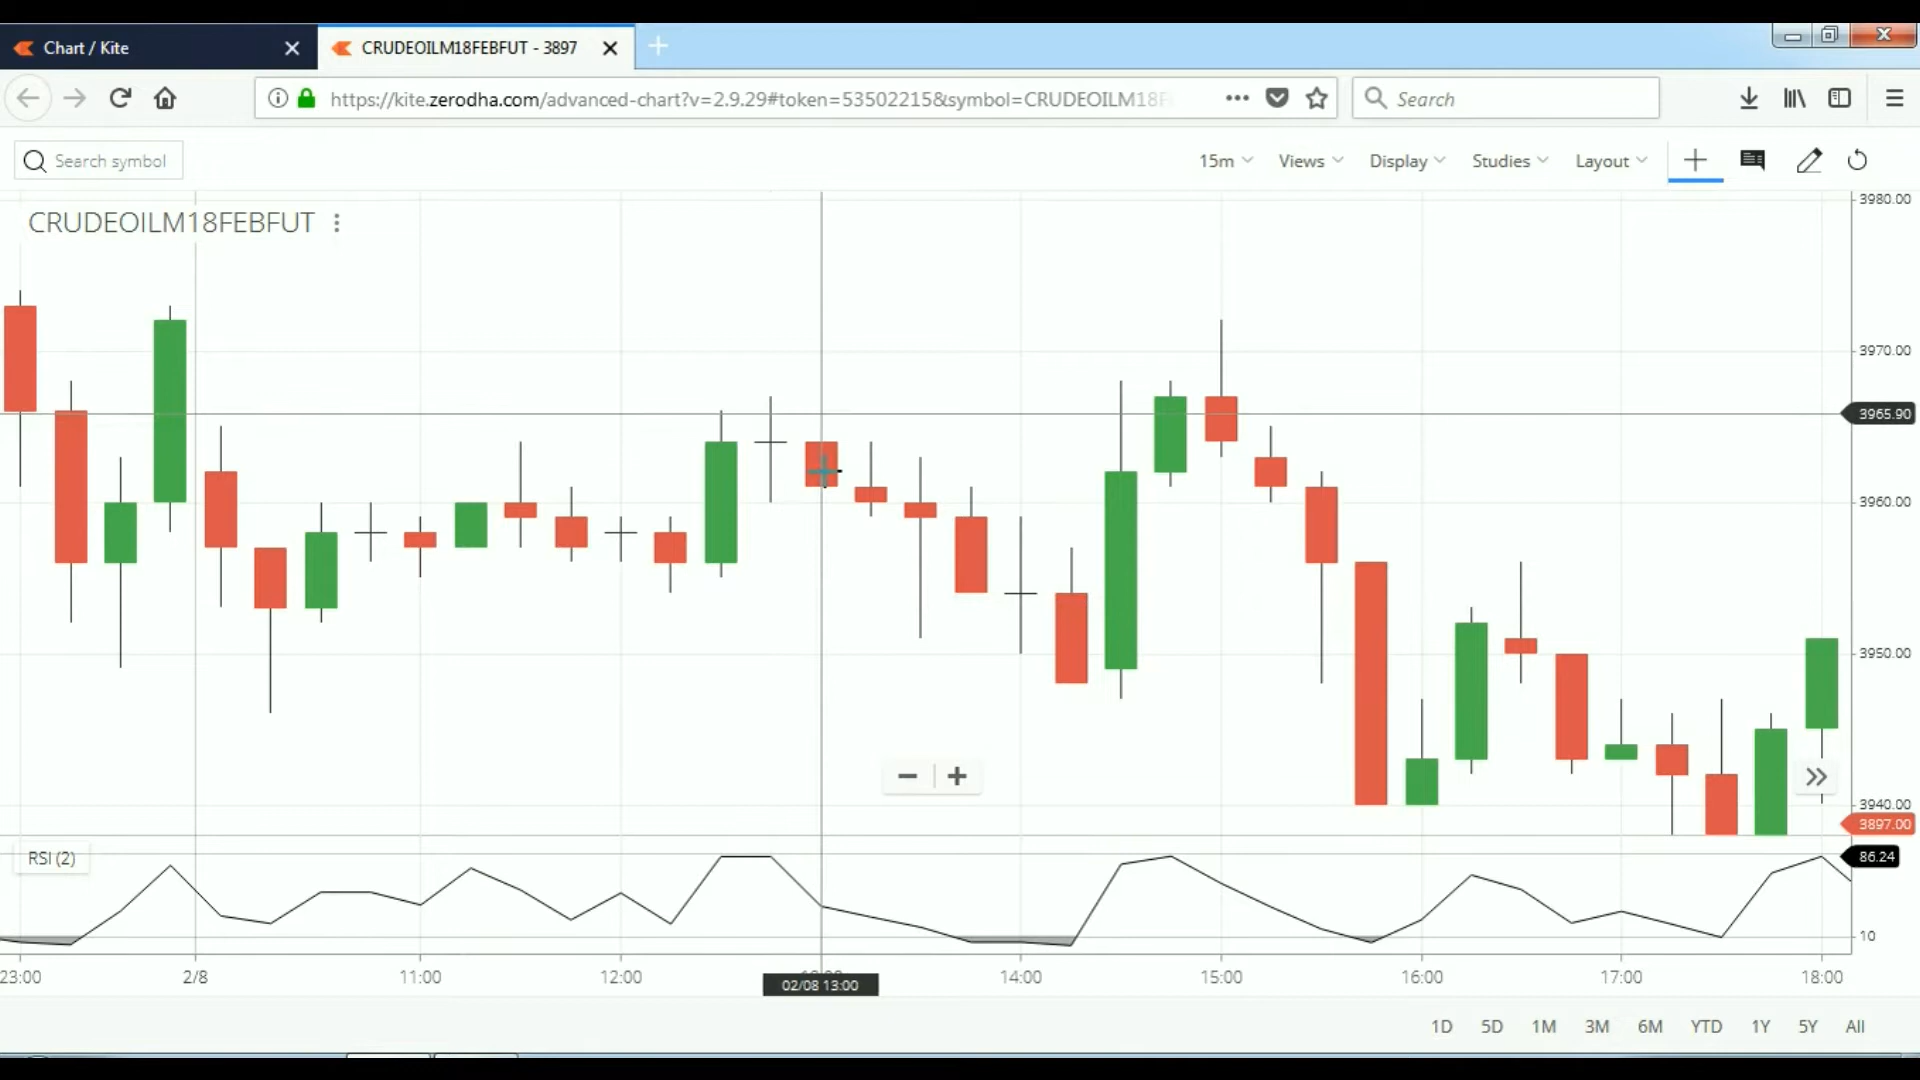 Chart / Kite
CRUDEOILM18FEBFUT - 3897
https://kite.zerodha.com/advanced-chart?v=2.9.29#token=53502215&symbol=CRUDEOILM18F
Search
Search symbol
15m
Views
Display
Studies
Layout
CRUDEOILM18FEBFUT
3980.00
3970.00
3965.90
3960.00
3950.00
3940.00
3897.00
RSI (2)
86.24
10
23:00 2/8 11:00 12:00 14:00 15:00 16:00 17:00 18:00
02/08 13:00
1D 5D 1M 3M 6M YTD 1Y 5Y All